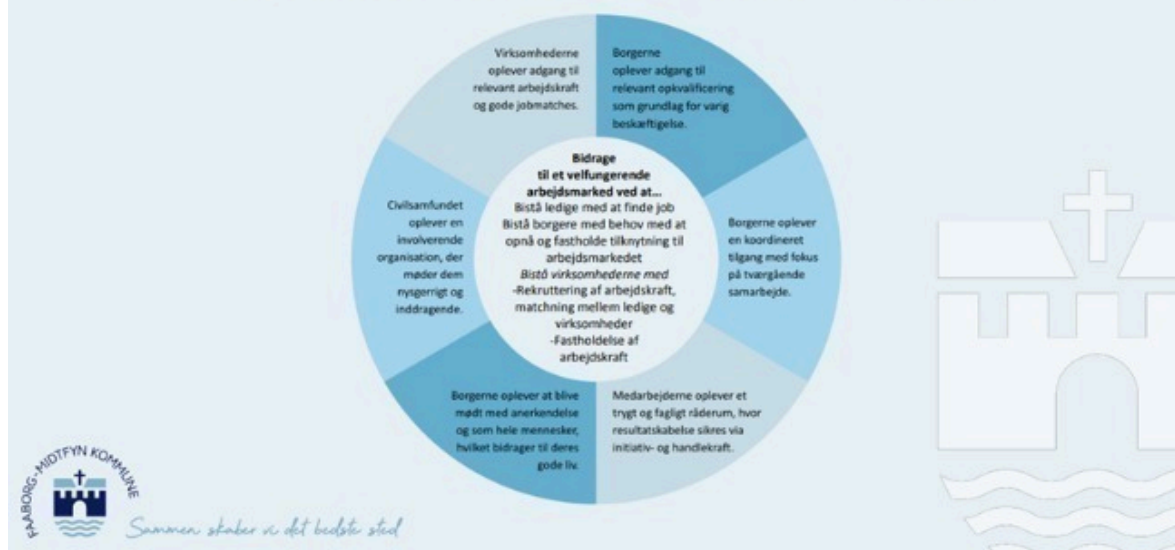 Virksomhederne
oplever adgang til
relevant arbejdskraft
og gode jobmatches.
Borgerne
oplever adgang til
relevant opkvalificering
som grundlag for varig
beskæftigelse.
Civilsamfundet
oplever en
involverende
organisation, der
møder dem
nysgerrigt og
inddragende.
Bidrage
til et velfungerende
arbejdsmarked ved at...
Bistå ledige med at finde job
Bistå borgere med behov med at
opnå og fastholde tilknytning til
arbejdsmarkedet
Bistå virksomhederne med
-Rekruttering af arbejdskraft,
matchning mellem ledige og
virksomheder
-Fastholdelse af
arbejdskraft
Borgerne oplever
en koordineret
tilgang med fokus
på tværgående
samarbejde.
Borgerne oplever at blive
mødt med anerkendelse
og som hele mennesker,
hvilket bidrager til deres
gode liv.
Medarbejderne oplever et
trygt og fagligt råderum, hvor
resultatskabelse sikres via
initiativ- og handlekraft.
FAABORG-MIDTFYN KOMMUNE
Sammen skaber vi det bedste sted